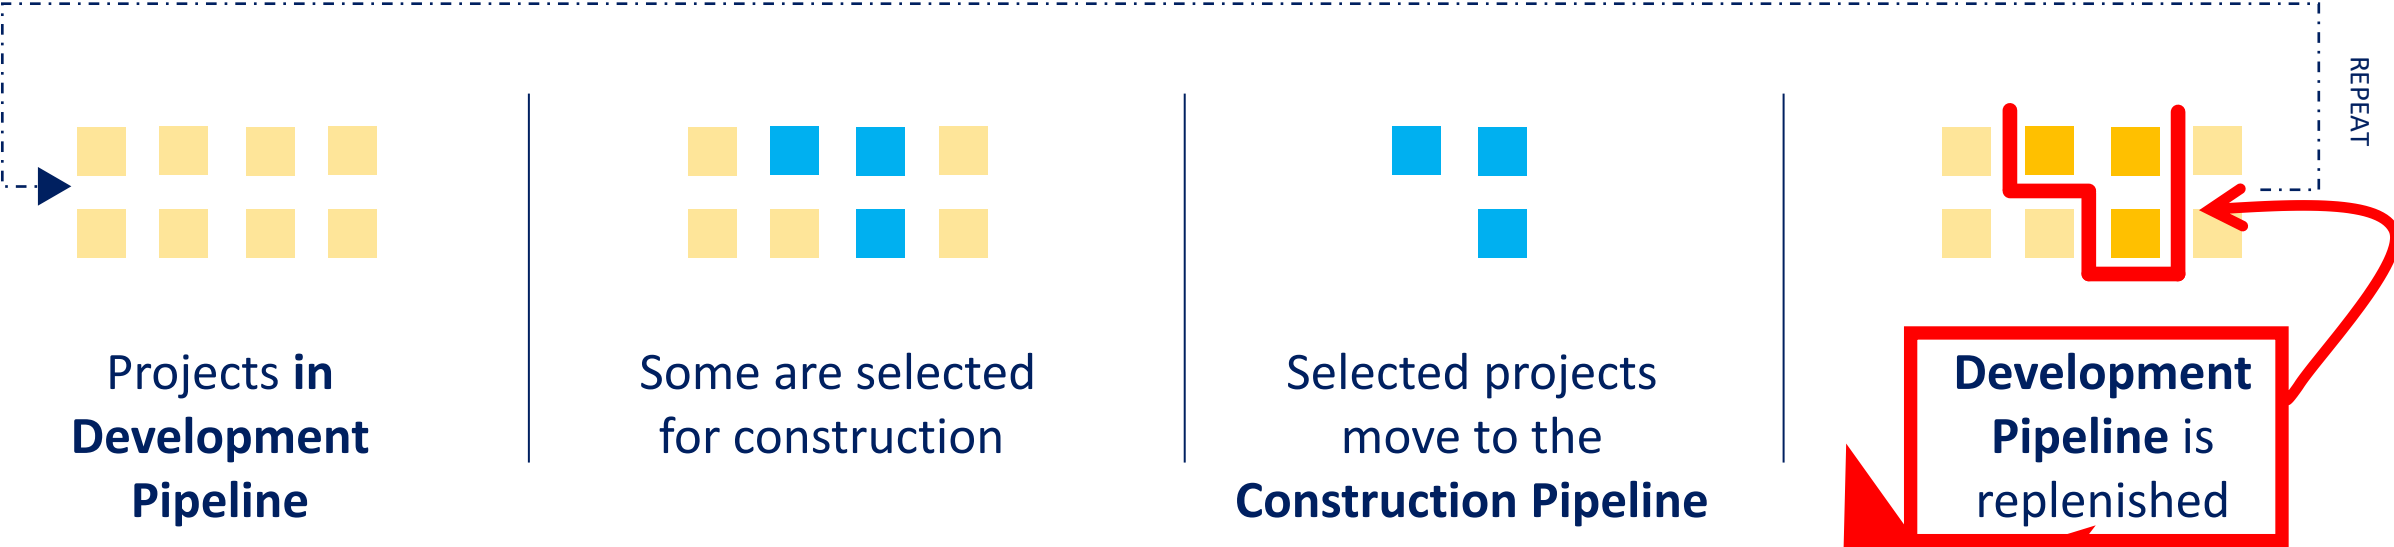 REPEAT
Projects in
Development
Pipeline
Some are selected
for construction
Selected projects
move to the
Construction Pipeline
Development
Pipeline is
replenished